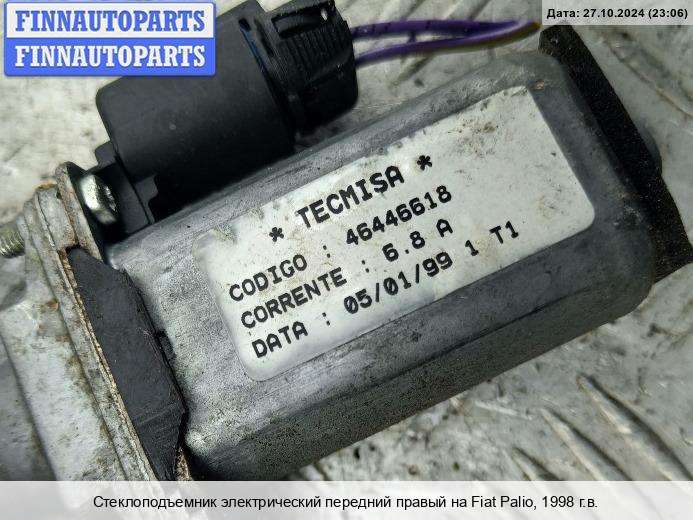 FINNAUTOPARTS
FINNAUTOPARTS
Дата: 27.10.2024 (23:06)
* TECMISA *
CODIGO : 46446618
CORRENTE : 6.8 A
DATA : 05/01/99 1 T1
Стеклоподъемник электрический передний правый на Fiat Palio, 1998 г.в.